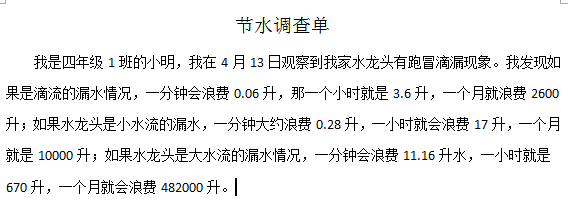 节水调查单
我是四年级 1 班的小明，我在 4 月 13 日观察到我家水龙头有跑冒滴漏现象。我发现如
果是滴流的漏水情况，一分钟会浪费 0.06 升，那一个小时就是 3.6 升，一个月就浪费 2600
升；如果水龙头是小水流的漏水，一分钟大约浪费 0.28 升，一小时就会浪费 17 升，一个月
就是 10000 升；如果水龙头是大水流的漏水情况，一分钟会浪费 11.16 升水，一小时就是
670 升，一个月就会浪费 482000 升。